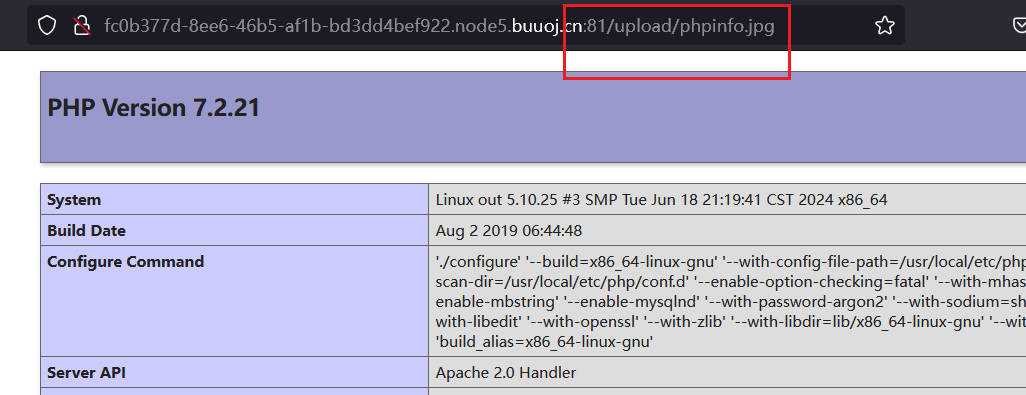 fc0b377d-8ee6-46b5-af1b-bd3dd4bef922.node5.buuoj.cn:81/upload/phpinfo.jpg
PHP Version 7.2.21
System Linux out 5.10.25 #3 SMP Tue Jun 18 21:19:41 CST 2024 x86_64
Build Date Aug 2 2019 06:44:48
Configure Command './configure' '--build=x86_64-linux-gnu' '--with-config-file-path=/usr/local/etc/php
scan-dir=/usr/local/etc/php/conf.d' '--enable-option-checking=fatal' '--with-mhas
enable-mbstring' '--enable-mysqlnd' '--with-password-argon2' '--with-sodium=sh
with-libedit' '--with-openssl' '--with-zlib' '--with-libdir=lib/x86_64-linux-gnu' '--wit
'build_alias=x86_64-linux-gnu'
Server API Apache 2.0 Handler